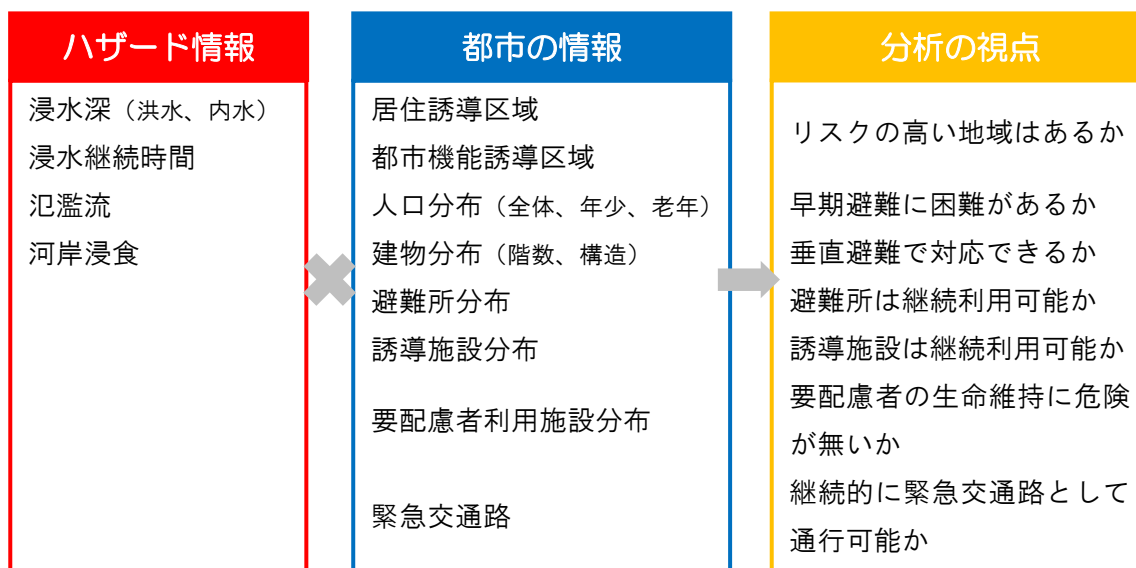 ハザード情報
浸水深（洪水、内水）
浸水継続時間
氾濫流
河岸浸食
都市の情報
居住誘導区域
都市機能誘導区域
人口分布（全体、年少、老年）
建物分布（階数、構造）
避難所分布
誘導施設分布
要配慮者利用施設分布
緊急交通路
分析の視点
リスクの高い地域はあるか
早期避難に困難があるか
垂直避難で対応できるか
避難所は継続利用可能か
誘導施設は継続利用可能か
要配慮者の生命維持に危険
が無いか
継続的に緊急交通路として
通行可能か